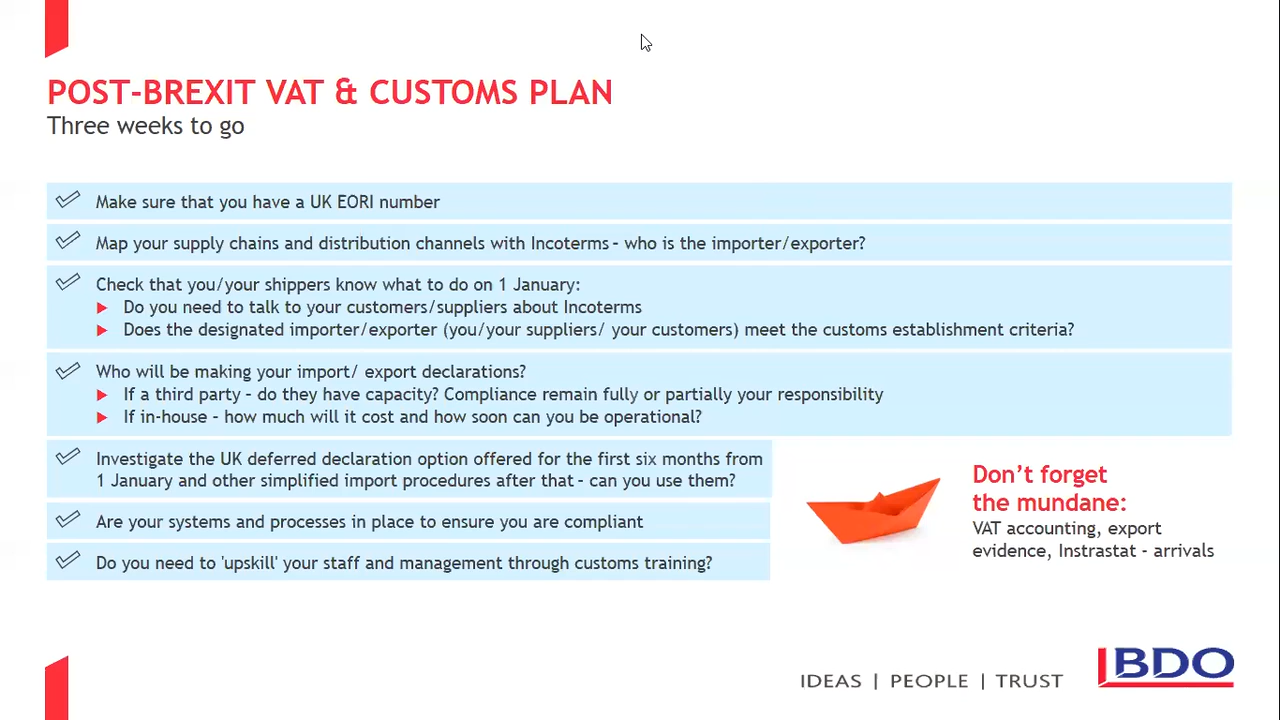 POST-BREXIT VAT & CUSTOMS PLAN
Three weeks to go
Make sure that you have a UK EORI number
Map your supply chains and distribution channels with Incoterms - who is the importer/exporter?
Check that you/your shippers know what to do on 1 January:
Do you need to talk to your customers/suppliers about Incoterms
Does the designated importer/exporter (you/your suppliers/ your customers) meet the customs establishment criteria?
Who will be making your import/ export declarations?
If a third party - do they have capacity? Compliance remain fully or partially your responsibility
If in-house - how much will it cost and how soon can you be operational?
Investigate the UK deferred declaration option offered for the first six months from
1 January and other simplified import procedures after that - can you use them?
Are your systems and processes in place to ensure you are compliant
Do you need to 'upskill' your staff and management through customs training?
Don't forget
the mundane:
VAT accounting, export
evidence, Instrastat - arrivals
IDEAS | PEOPLE | TRUST
BDO